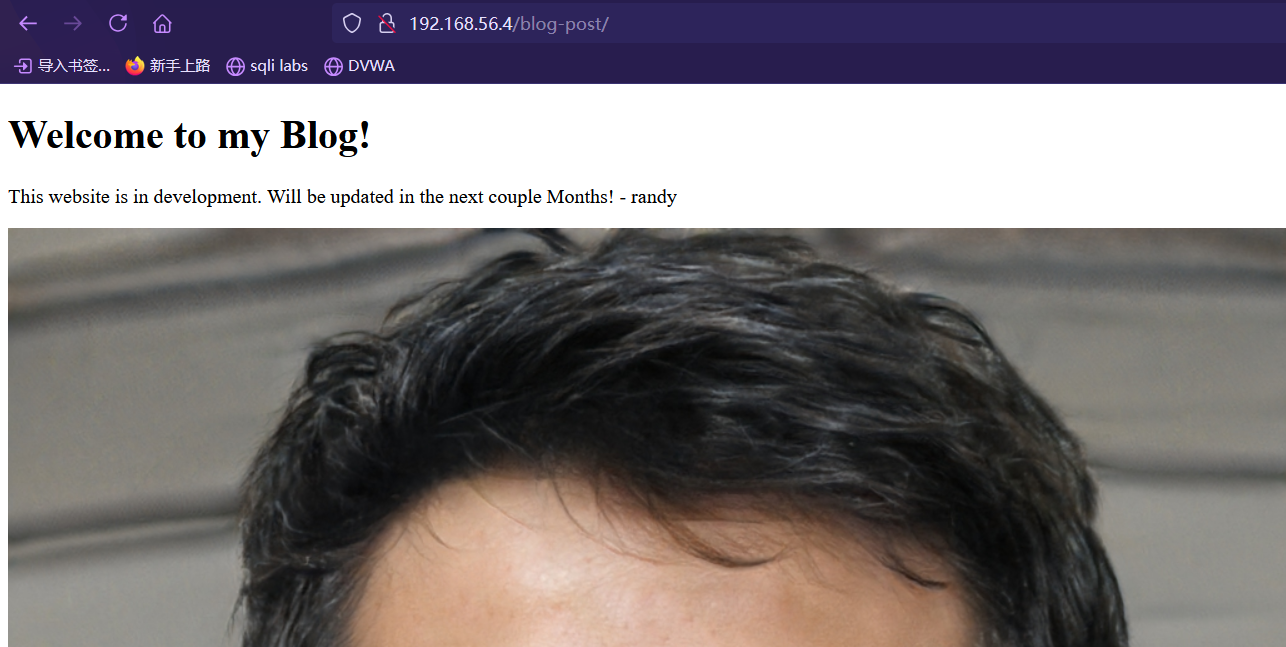 192.168.56.4/blog-post/
导入书签... 新手上路 sqli labs DVWA
Welcome to my Blog!
This website is in development. Will be updated in the next couple Months! - randy